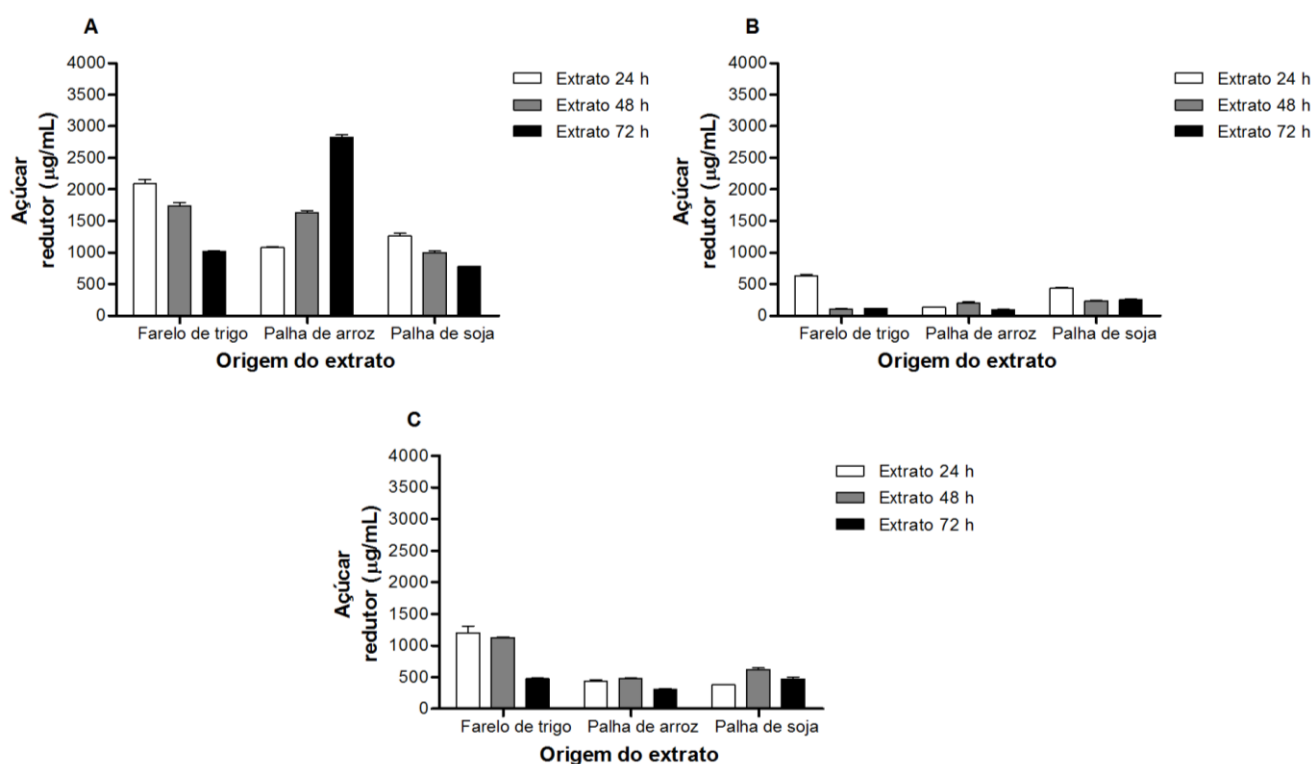 A
4000
3500
3000
2500
2000
1500
1000
500
0
Açúcar
redutor (µg/mL)
Extrato 24 h
Extrato 48 h
Extrato 72 h
Farelo de trigo Palha de arroz Palha de soja
Origem do extrato
B
4000
3500
3000
2500
2000
1500
1000
500
0
Açúcar
redutor (µg/mL)
Extrato 24 h
Extrato 48 h
Extrato 72 h
Farelo de trigo Palha de arroz Palha de soja
Origem do extrato
C
4000
3500
3000
2500
2000
1500
1000
500
0
Açúcar
redutor (µg/mL)
Extrato 24 h
Extrato 48 h
Extrato 72 h
Farelo de trigo Palha de arroz Palha de soja
Origem do extrato